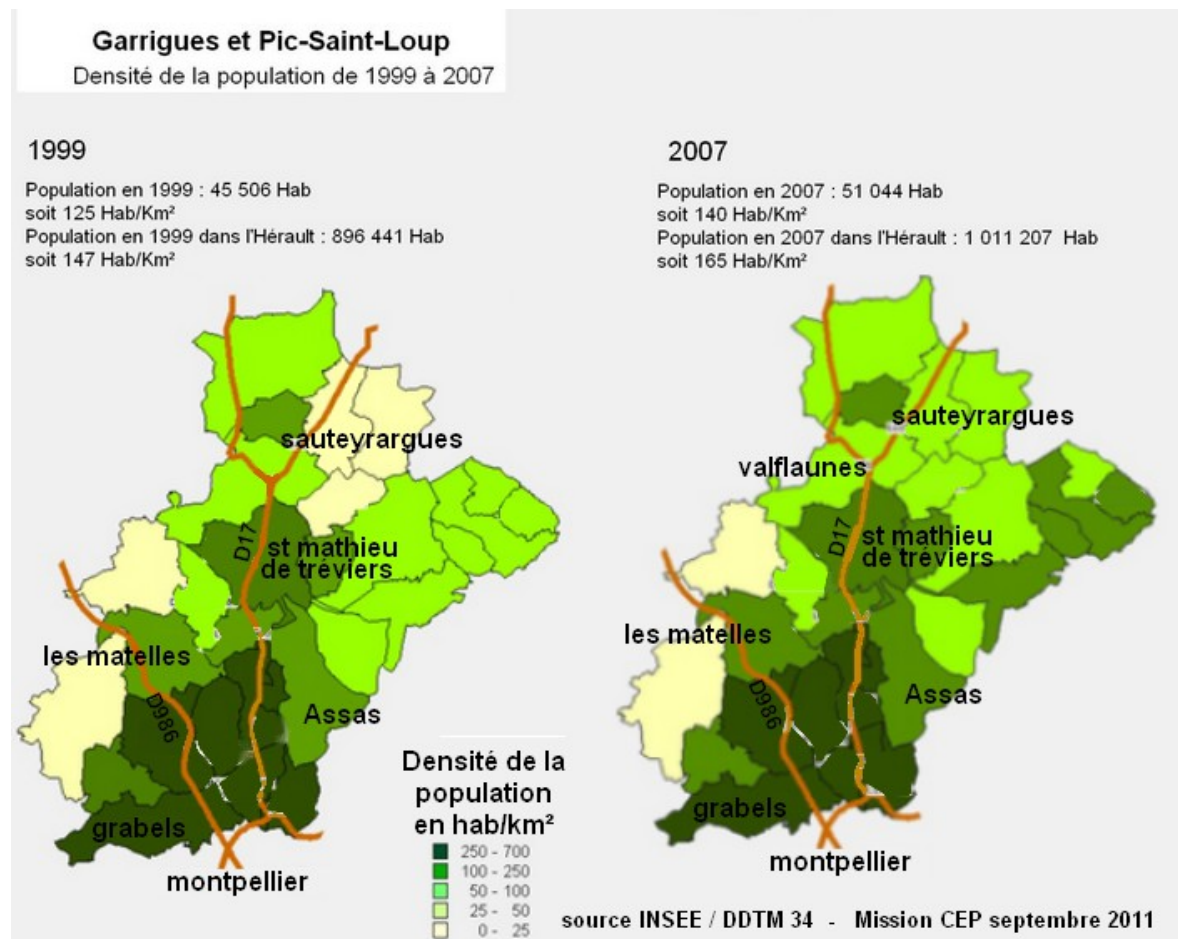 Garrigues et Pic-Saint-Loup
Densité de la population de 1999 à 2007
1999
Population en 1999 : 45 506 Hab
soit 125 Hab/Km²
Population en 1999 dans l'Hérault : 896 441 Hab
soit 147 Hab/Km²
2007
Population en 2007 : 51 044 Hab
soit 140 Hab/Km²
Population en 2007 dans l'Hérault : 1 011 207 Hab
soit 165 Hab/Km²
sauteyrargues
D17
st mathieu
de tréviers
les matelles
D986
Assas
grabels
montpellier
sauteyrargues
valflaunes
D17
st mathieu
de tréviers
les matelles
D986
Assas
grabels
montpellier
Densité de la
population
en hab/km²
250 - 700
100 - 250
50 - 100
25 - 50
0 - 25
source INSEE / DDTM 34 - Mission CEP septembre 2011